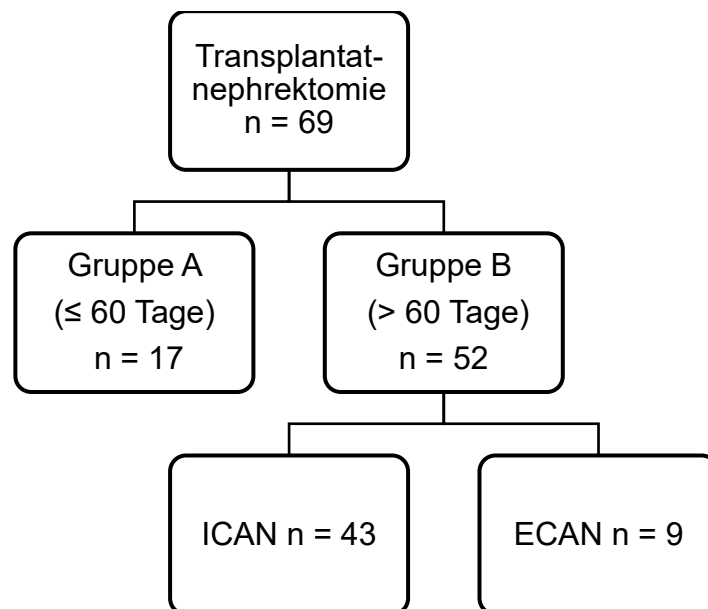 Transplantat-
nephrektomie
n = 69
Gruppe A
(≤ 60 Tage)
n = 17
Gruppe B
(> 60 Tage)
n = 52
ICAN n = 43
ECAN n = 9